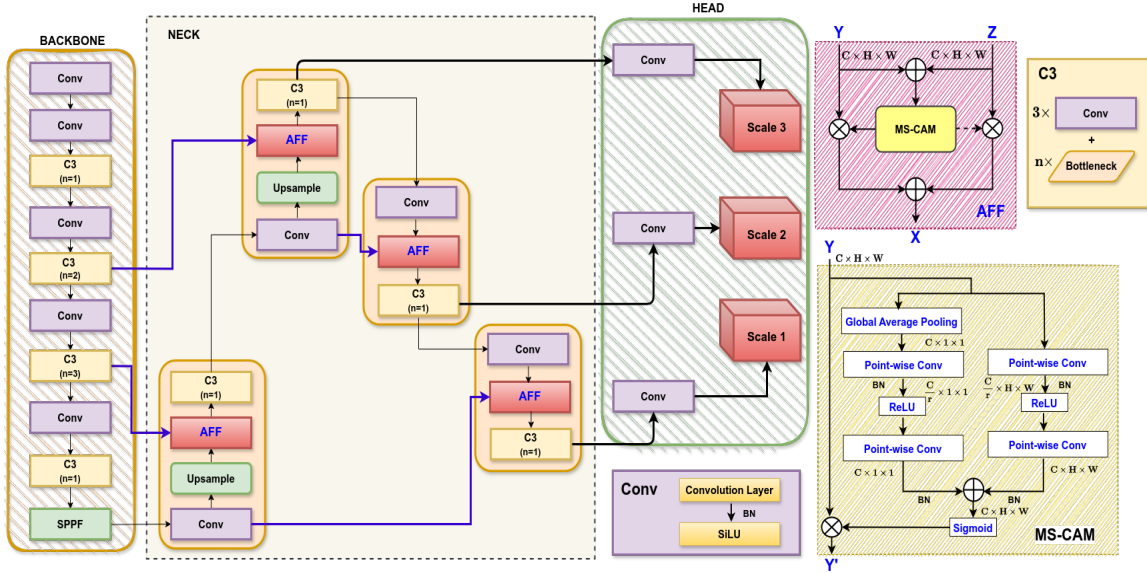 BACKBONE
Conv
Conv
C3
(n=1)
Conv
C3
(n=2)
Conv
C3
(n=3)
Conv
C3
(n=1)
SPPF
NECK
C3
(n=1)
AFF
Upsample
Conv
C3
(n=1)
AFF
Upsample
Conv
Conv
AFF
C3
(n=1)
Conv
AFF
C3
(n=1)
HEAD
Conv
Scale 3
Conv
Scale 2
Scale 1
Conv
Conv
Convolution Layer
BN
SiLU
Y Z
C × H × W C × H × W
MS-CAM
AFF
X
C3
3× Conv
+
n× Bottleneck
Y
C × H × W
Global Average Pooling
C × 1 × 1
Point-wise Conv Point-wise Conv
BN C/r × 1 × 1 C/r × H × W BN
ReLU ReLU
Point-wise Conv Point-wise Conv
C × 1 × 1 C × H × W
BN BN
C × H × W
Sigmoid
MS-CAM
Y'